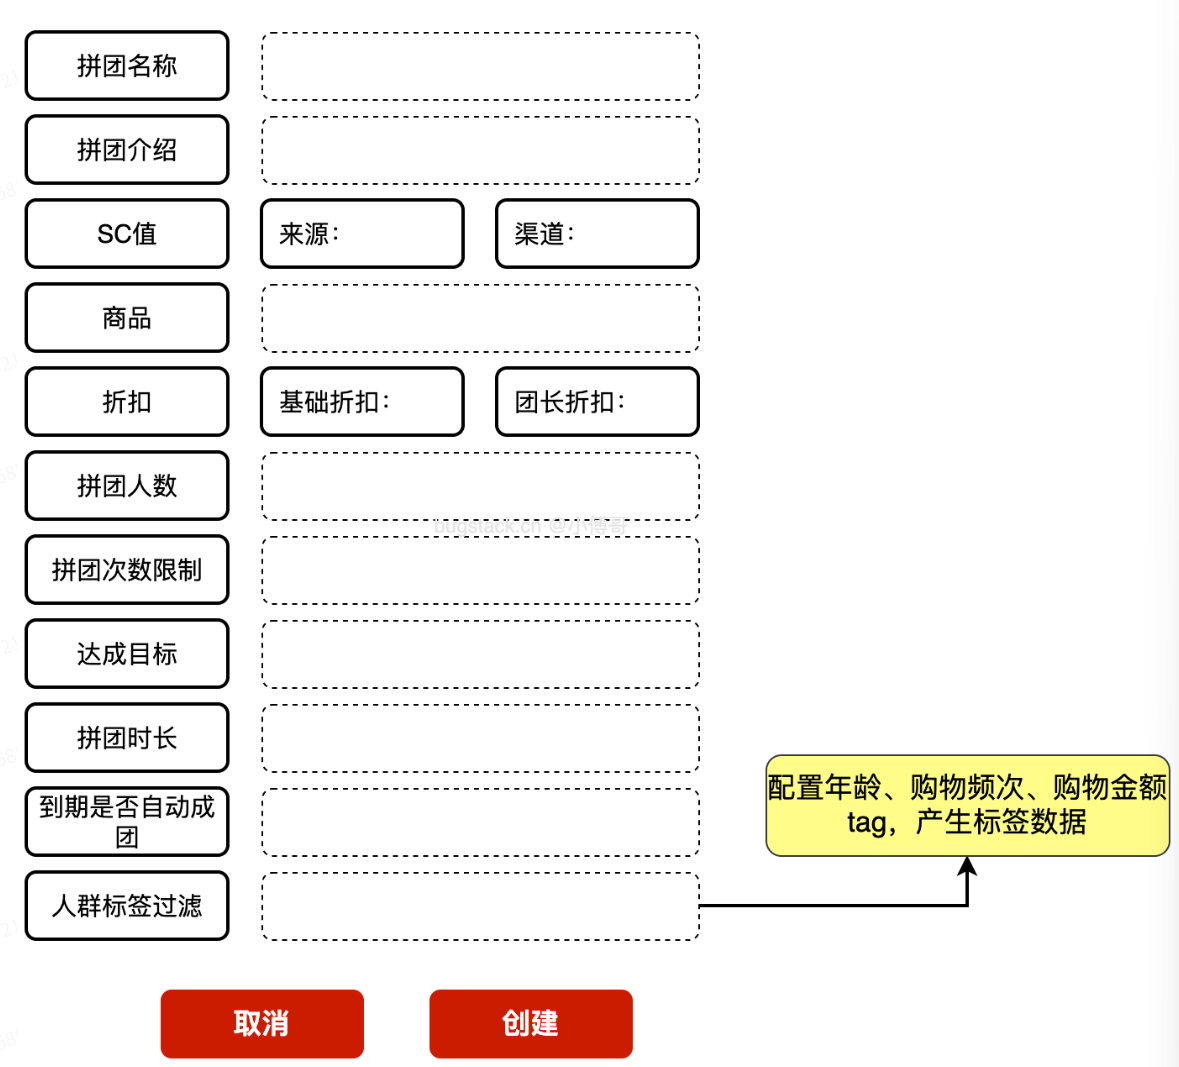 拼团名称
拼团介绍
SC值
来源：
渠道：
商品
折扣
基础折扣：
团长折扣：
拼团人数
bugstack.cn @小傅哥
拼团次数限制
达成目标
拼团时长
到期是否自动成
团
配置年龄、购物频次、购物金额
tag，产生标签数据
人群标签过滤
取消
创建